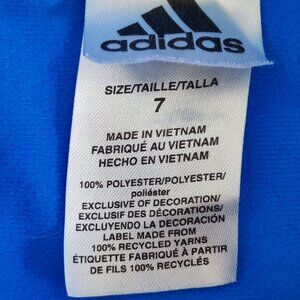 adidas
SIZE/TAILLE/TALLA
7
MADE IN VIETNAM
FABRIQUÉ AU VIETNAM
HECHO EN VIETNAM
100% POLYESTER/POLYESTER/
poliéster
EXCLUSIVE OF DECORATION/
EXCLUSIF DES DÉCORATIONS/
EXCLUYENDO LA DECORACIÓN
LABEL MADE FROM
100% RECYCLED YARNS
ÉTIQUETTE FABRIQUÉ À PARTIR
DE FILS 100% RECYCLÉS